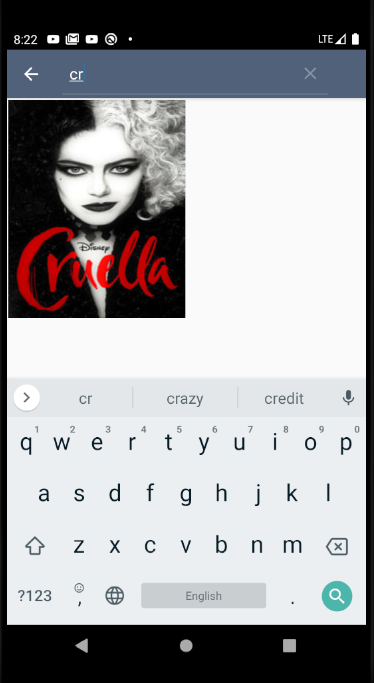 8:22 LTE
cr
Disney
Cruella
cr crazy credit
1 2 3 4 5 6 7 8 9 0
q w e r t y u i o p
a s d f g h j k l
z x c v b n m
?123 , English .